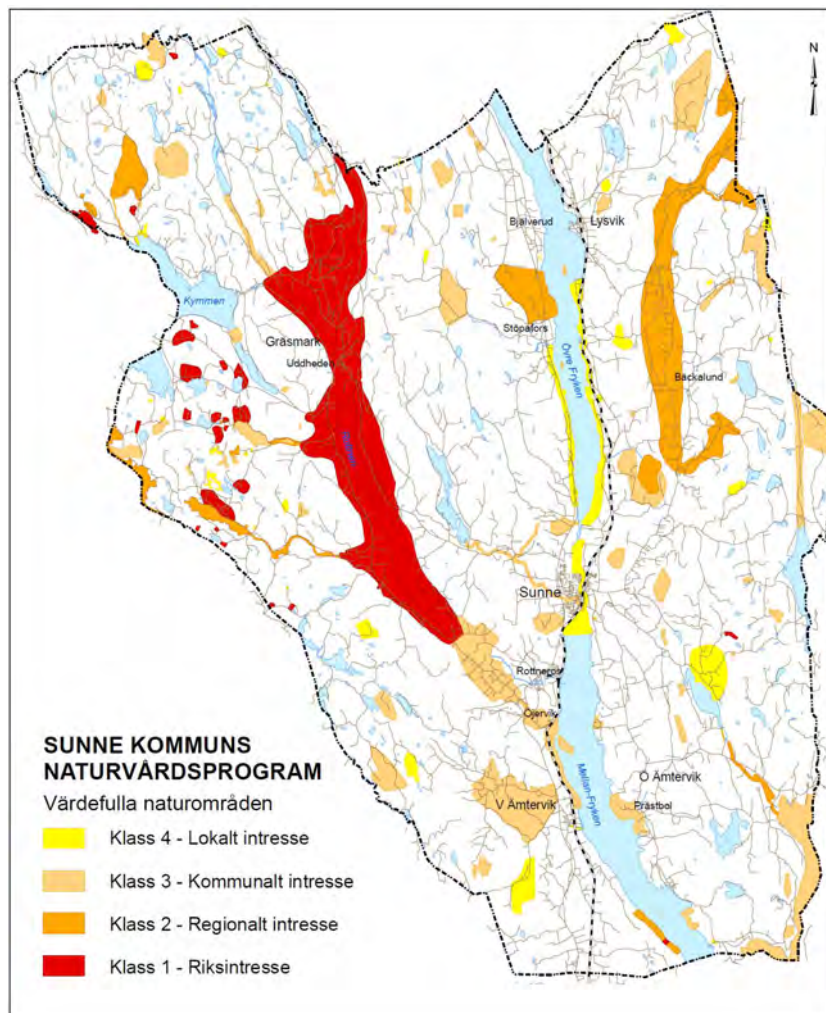 N
Bjälverud
Lysvik
Kymmen
Stöpafors
Gräsmark
Uddheden
Övre Fryken
Backalund
Sunne
Rottneros
Öjervik
SUNNE KOMMUNS
NATURVÅRDSPROGRAM
Värdefulla naturområden
Mellan-Fryken
Ö Ämtervik
V Ämtervik
Prästbol
Klass 4 - Lokalt intresse
Klass 3 - Kommunalt intresse
Klass 2 - Regionalt intresse
Klass 1 - Riksintresse